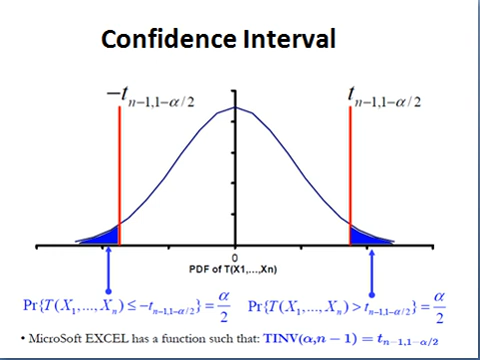 Confidence Interval
−t_{n−1,1−α/2} t_{n−1,1−α/2}
0
PDF of T(X1,...,Xn)
Pr{T(X₁,...,Xₙ) ≤ −t_{n−1,1−α/2}} = α/2 Pr{T(X₁,...,Xₙ) > t_{n−1,1−α/2}} = α/2
• MicroSoft EXCEL has a function such that: TINV(α,n − 1) = t_{n−1,1−α/2}